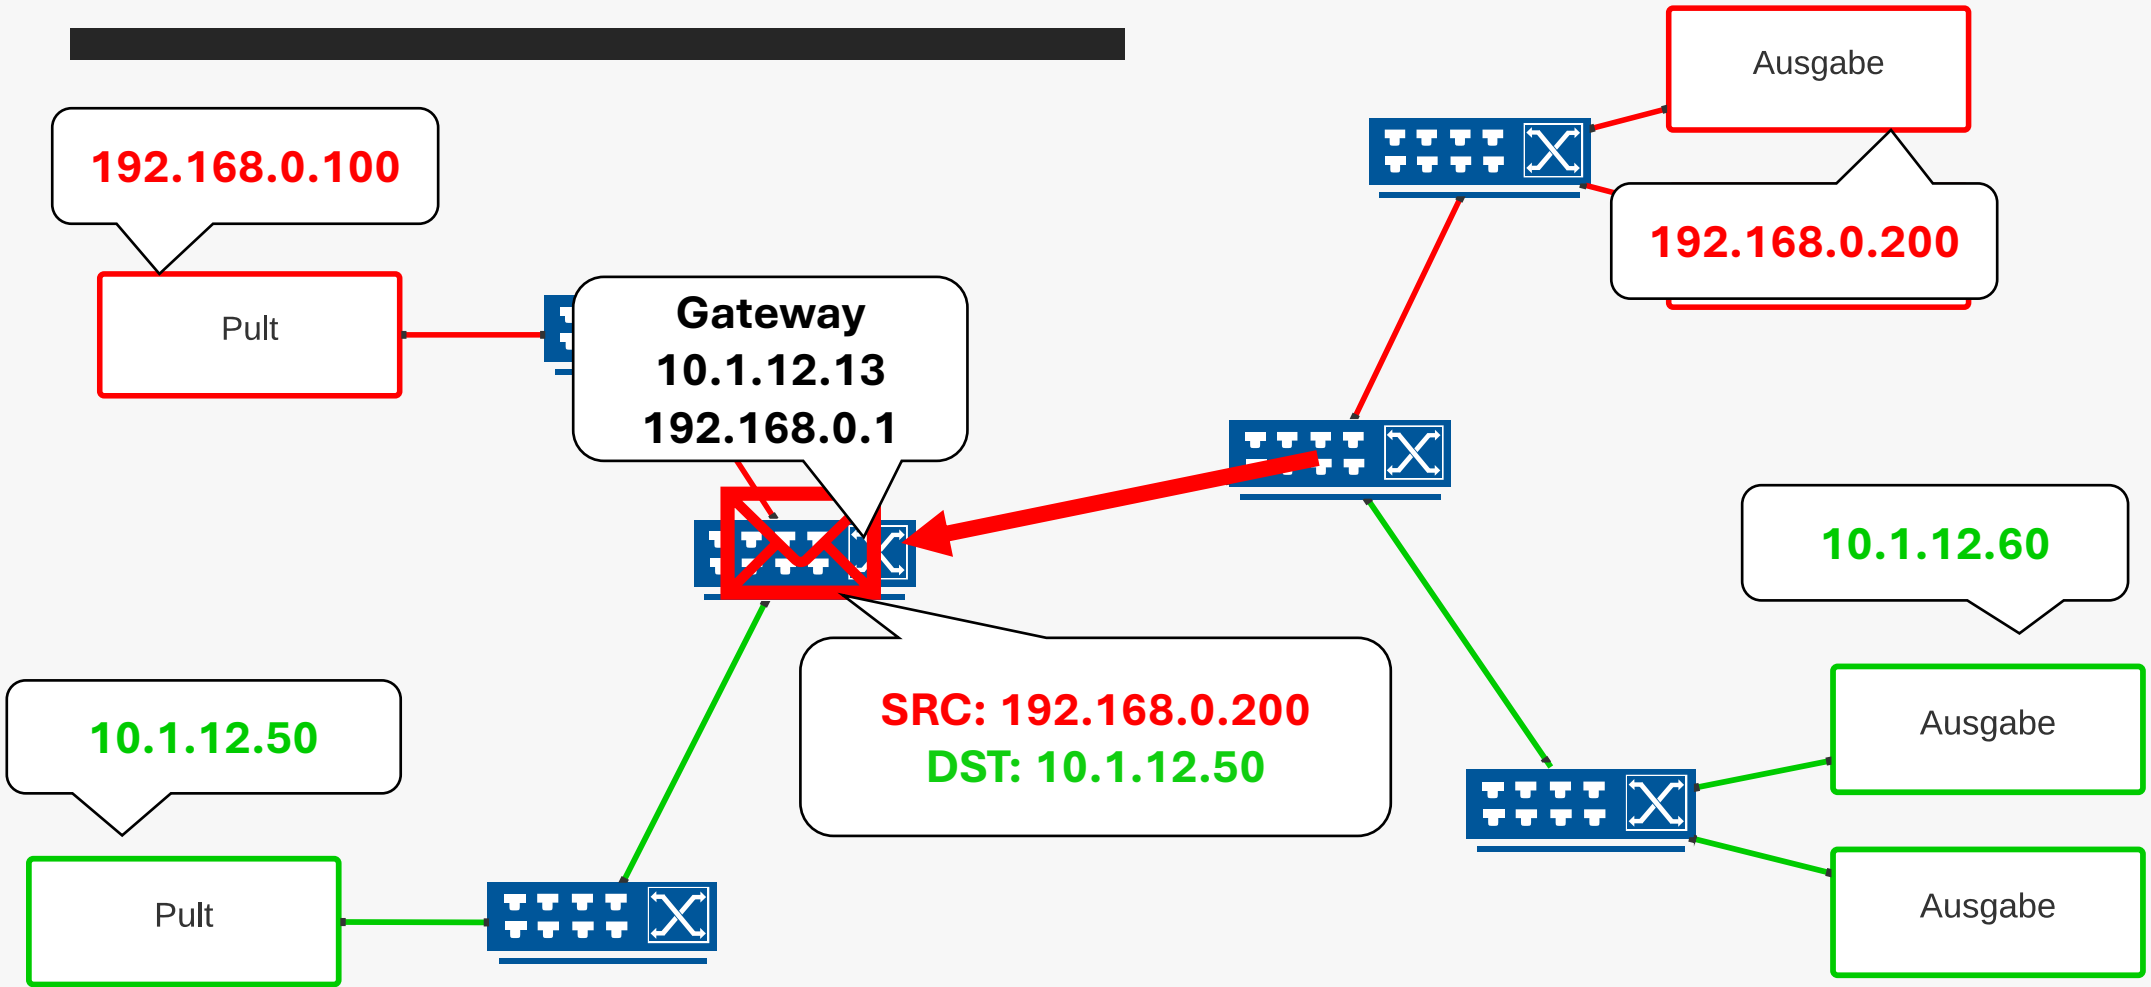 Ausgabe
192.168.0.100
192.168.0.200
Pult
Gateway
10.1.12.13
192.168.0.1
10.1.12.60
SRC: 192.168.0.200
DST: 10.1.12.50
10.1.12.50
Ausgabe
Pult
Ausgabe